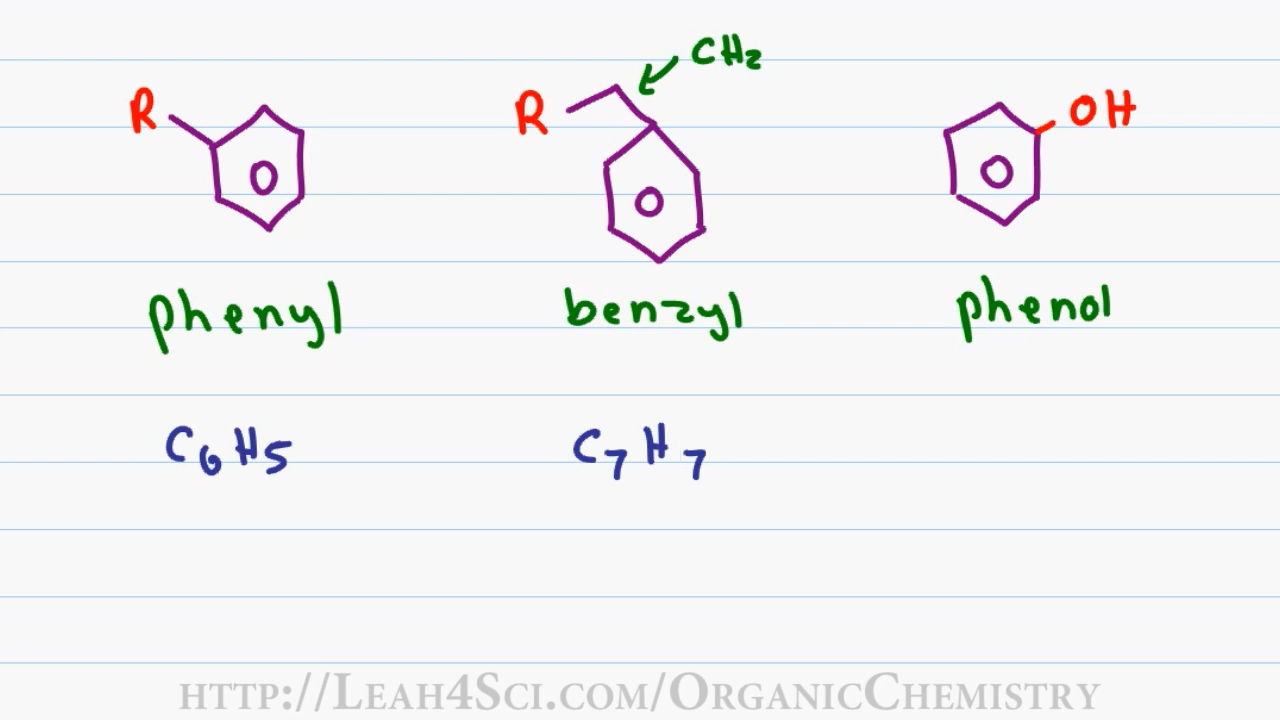 CH₂
R R OH
O O O
phenyl benzyl phenol
C₆H₅ C₇H₇
HTTP://LEAH4SCI.COM/ORGANICCHEMISTRY